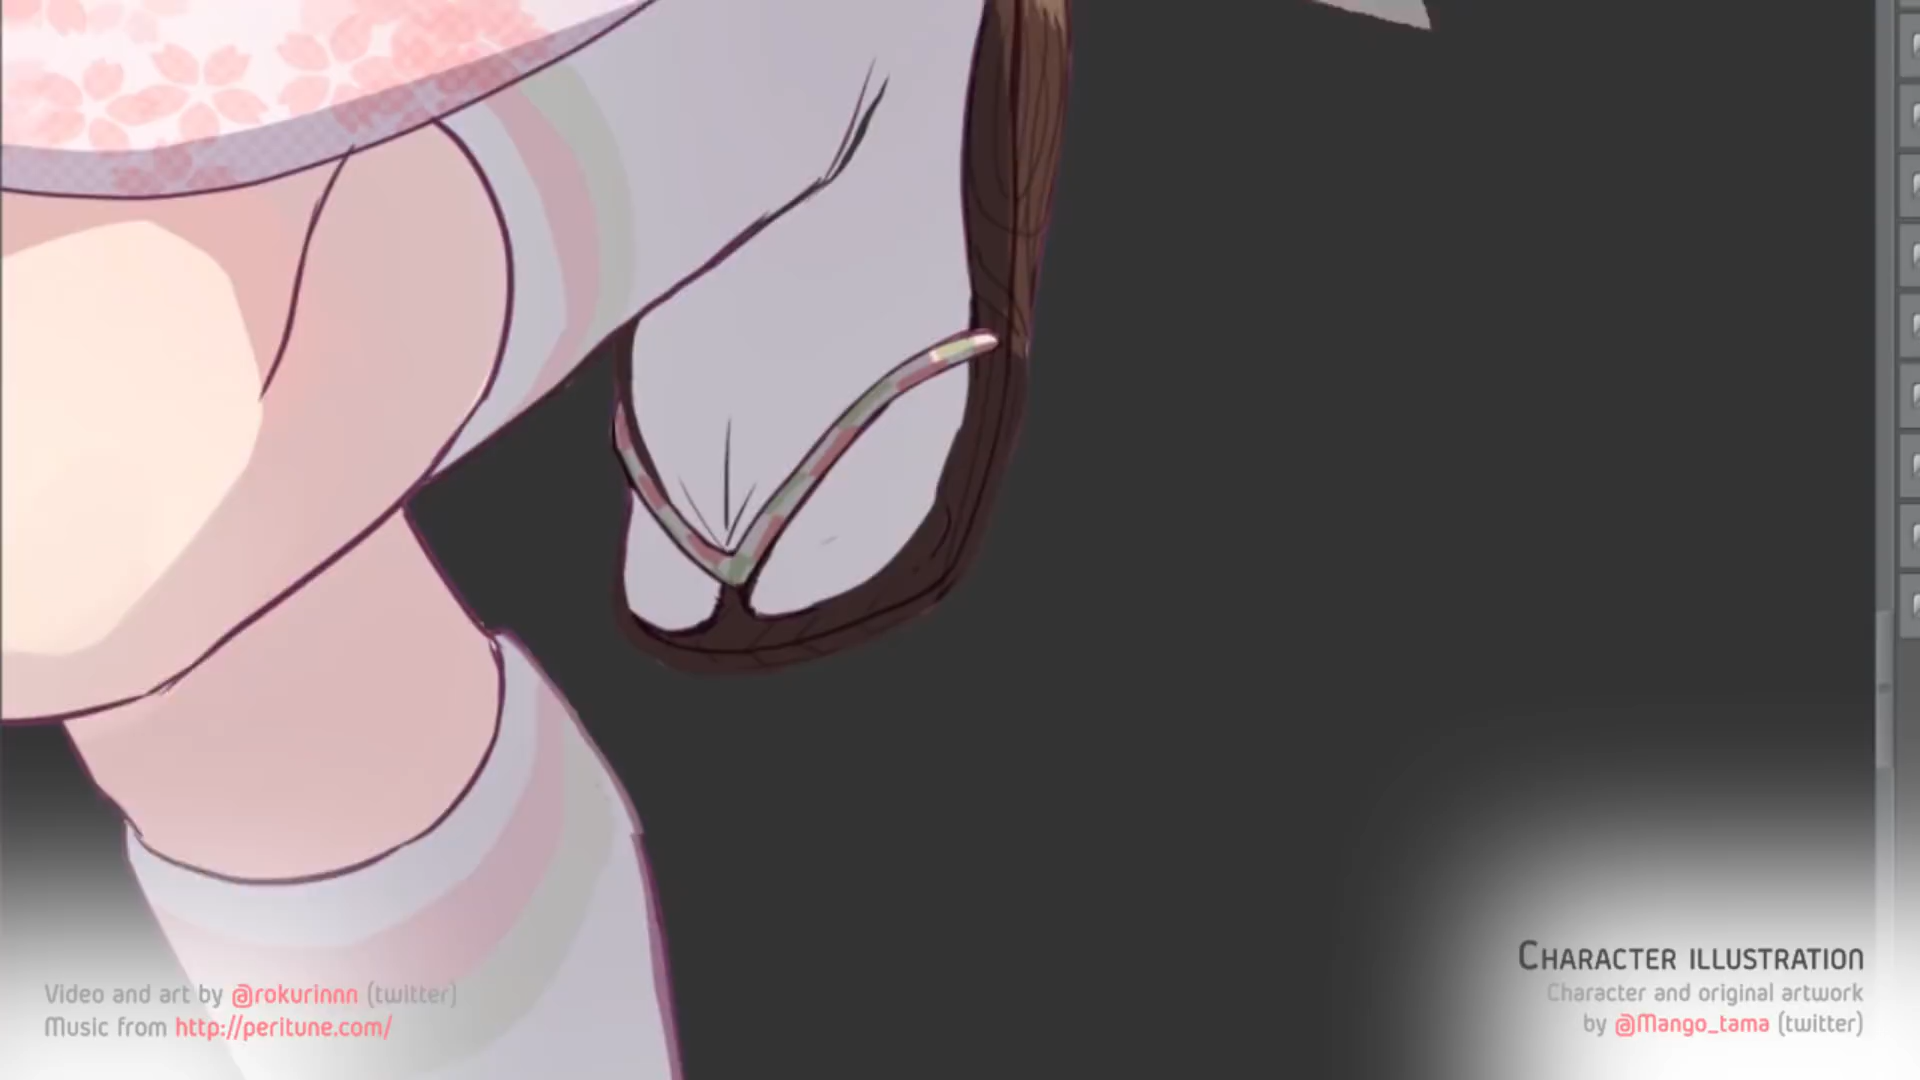 Video and art by @rokurinnn (twitter)
Music from http://peritune.com/
Character illustration
Character and original artwork
by @Mango_tama (twitter)